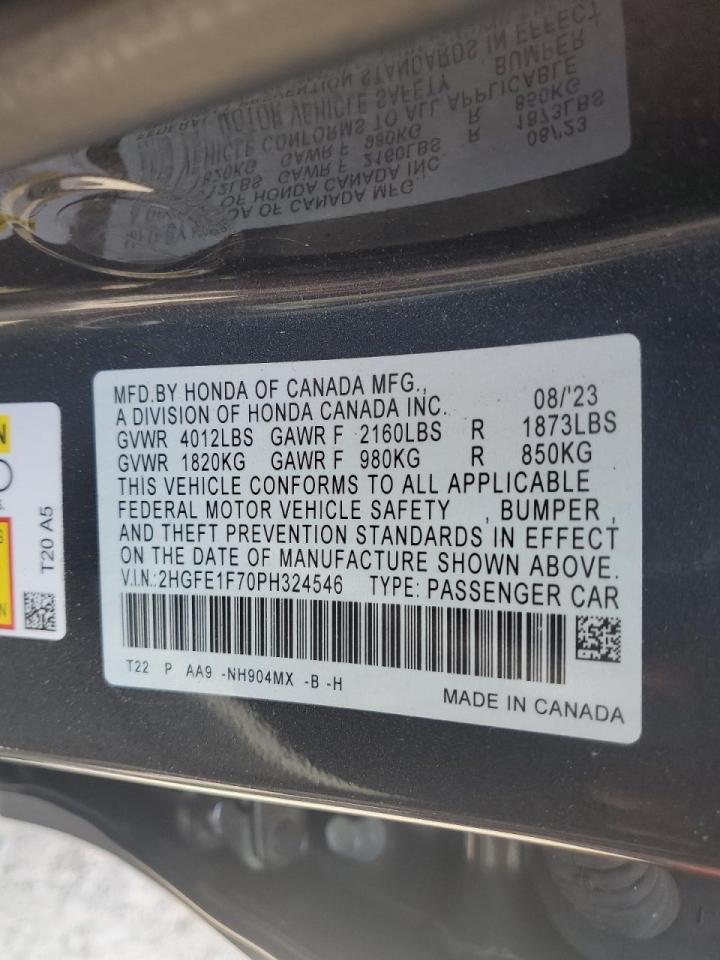 MFD.BY HONDA OF CANADA MFG.,
A DIVISION OF HONDA CANADA INC. 08/'23
GVWR 4012LBS GAWR F 2160LBS R 1873LBS
GVWR 1820KG GAWR F 980KG R 850KG
THIS VEHICLE CONFORMS TO ALL APPLICABLE
FEDERAL MOTOR VEHICLE SAFETY , BUMPER ,
AND THEFT PREVENTION STANDARDS IN EFFECT
ON THE DATE OF MANUFACTURE SHOWN ABOVE.
V.I.N.:2HGFE1F70PH324546 TYPE: PASSENGER CAR
T22 P AA9 -NH904MX -B -H
MADE IN CANADA
T20 A5